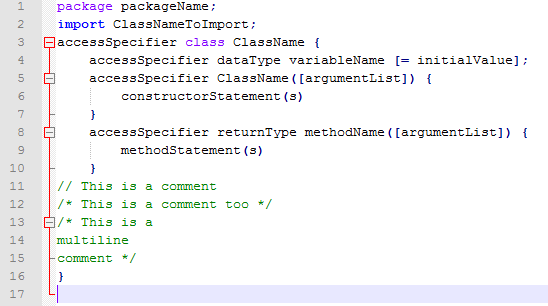 1 package packageName;
2 import ClassNameToImport;
3 accessSpecifier class ClassName {
4     accessSpecifier dataType variableName [= initialValue];
5     accessSpecifier ClassName([argumentList]) {
6         constructorStatement(s)
7     }
8     accessSpecifier returnType methodName([argumentList]) {
9         methodStatement(s)
10     }
11 // This is a comment
12 /* This is a comment too */
13 /* This is a
14 multiline
15 comment */
16 }
17